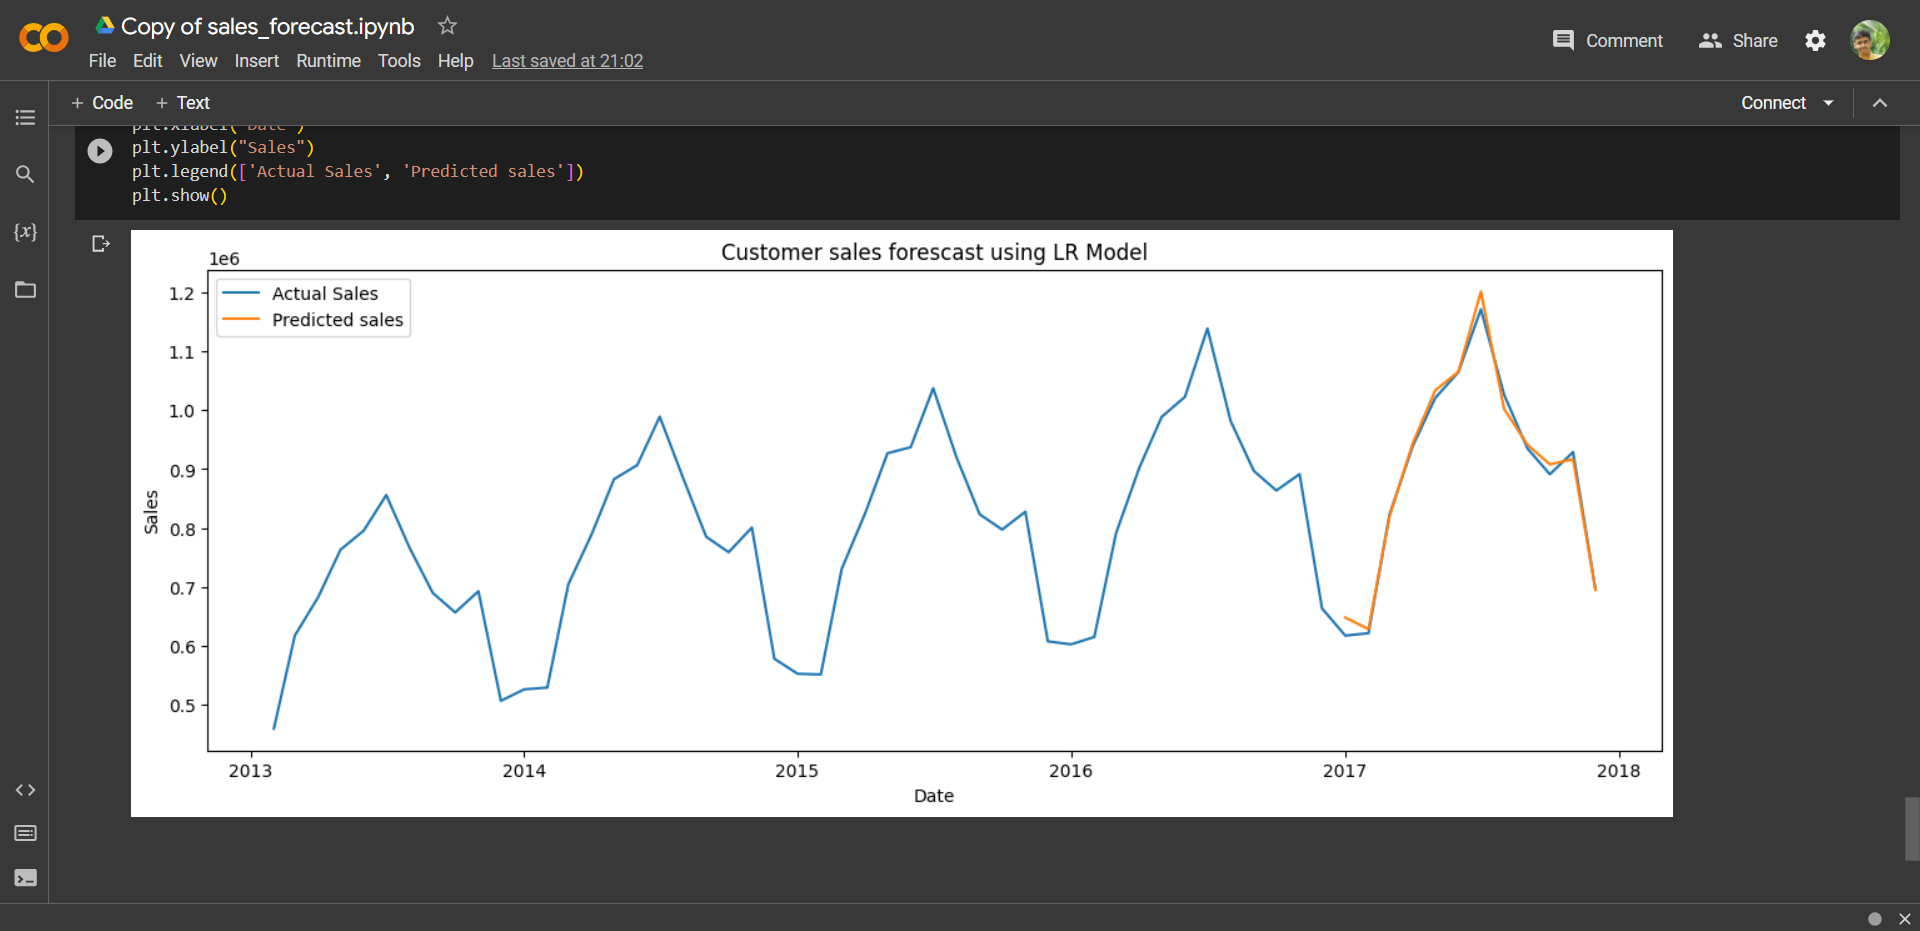 Copy of sales_forecast.ipynb
File Edit View Insert Runtime Tools Help Last saved at 21:02
Comment Share
+ Code + Text
Connect
plt.xlabel("Date")
plt.ylabel("Sales")
plt.legend(['Actual Sales', 'Predicted sales'])
plt.show()
{x}
Customer sales forescast using LR Model
1e6
Actual Sales
Predicted sales
1.2
1.1
1.0
0.9
0.8
0.7
0.6
0.5
Sales
2013 2014 2015 2016 2017 2018
Date